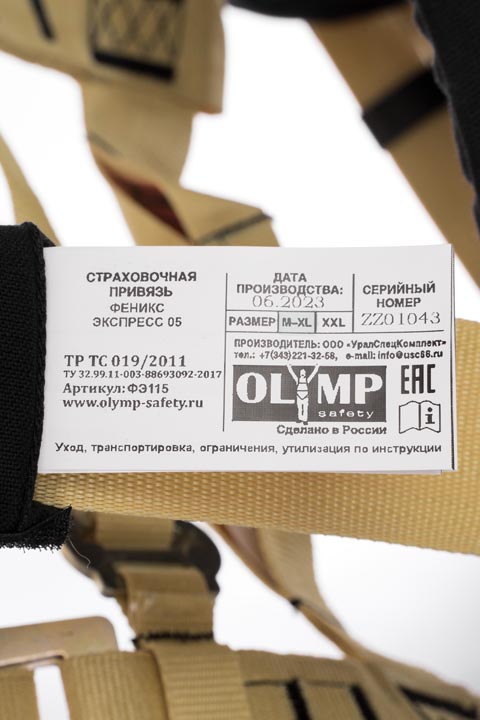 СТРАХОВОЧНАЯ
ПРИВЯЗЬ
ФЕНИКС
ЭКСПРЕСС 05
ТР ТС 019/2011
ТУ 32.99.11-003-88693092-2017
Артикул: ФЭ115
www.olymp-safety.ru
ДАТА
ПРОИЗВОДСТВА:
06.2023
СЕРИЙНЫЙ
НОМЕР
ZZ01043
РАЗМЕР M–XL XXL
ПРОИЗВОДИТЕЛЬ: ООО «УралСпецКомплект»
тел.: +7(343)221-32-58, e-mail: info@usc66.ru
OLYMP
safety
ЕАС
Сделано в России
Уход, транспортировка, ограничения, утилизация по инструкции